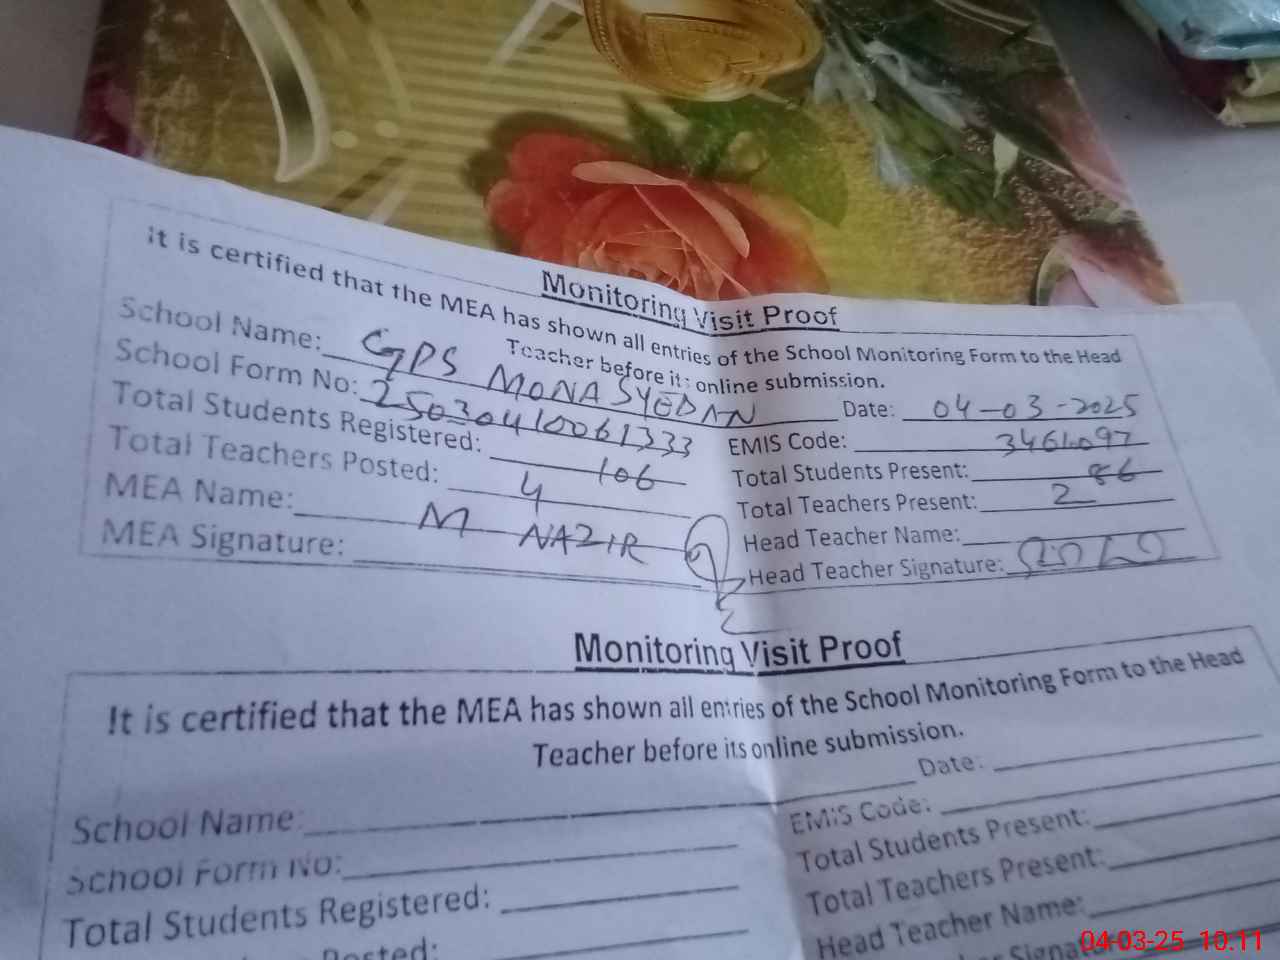 Monitoring Visit Proof
It is certified that the MEA has shown all entries of the School Monitoring Form to the Head
Teacher before its online submission.
School Name: GPS MONA SYEDAN Date: 04-03-2025
School Form No: 25030410061333 EMIS Code:
Total Students Registered: 106 Total Students Present: 86
Total Teachers Posted: 4 Total Teachers Present: 2
MEA Name: M NAZIR Head Teacher Name:
MEA Signature: Head Teacher Signature:
Monitoring Visit Proof
It is certified that the MEA has shown all entries of the School Monitoring Form to the Head
Teacher before its online submission.
School Name: Date:
School Form No: EMIS Code:
Total Students Registered: Total Students Present:
Posted: Total Teachers Present:
Head Teacher Name:
04-03-25 10.11